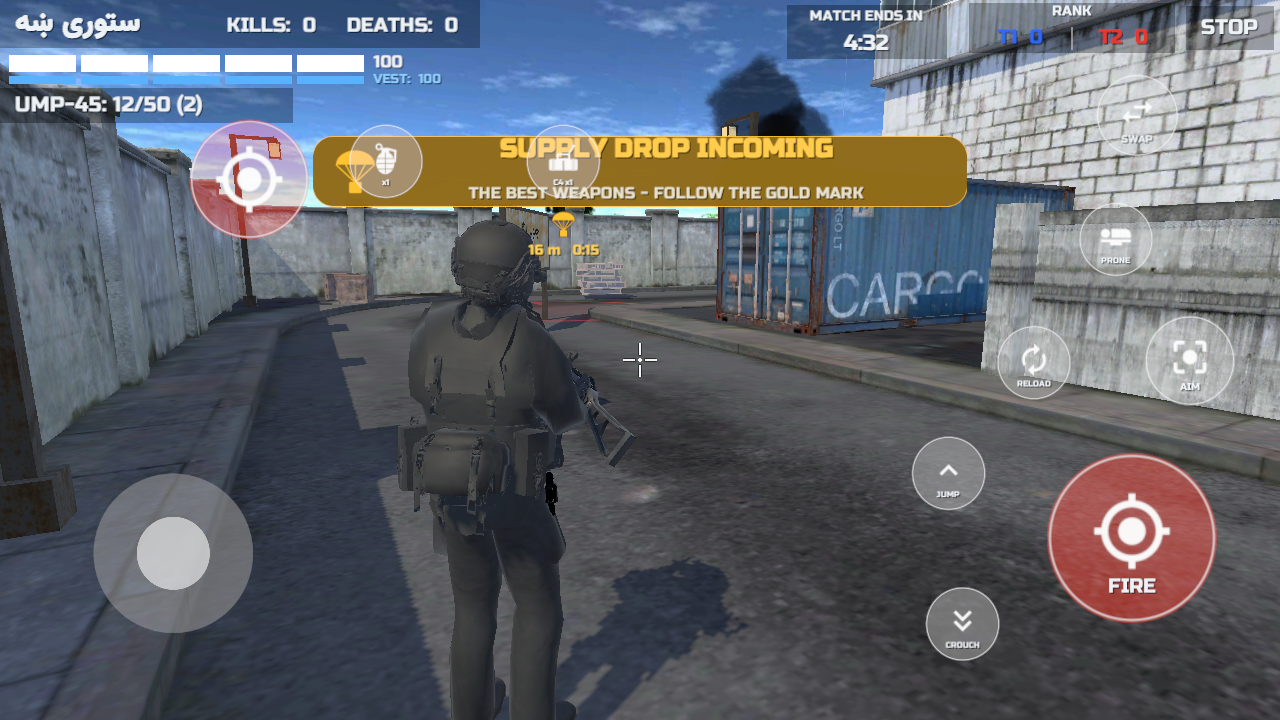 ستوری ښه
KILLS: 0 DEATHS: 0
MATCH ENDS IN
4:32
RANK
T1 0 | T2 0
STOP
100
VEST: 100
UMP-45: 12/50 (2)
SWAP
SUPPLY DROP INCOMING
x1
C4 x1
THE BEST WEAPONS - FOLLOW THE GOLD MARK
16 m 0:15
PRONE
CARGO
RELOAD
AIM
JUMP
FIRE
CROUCH